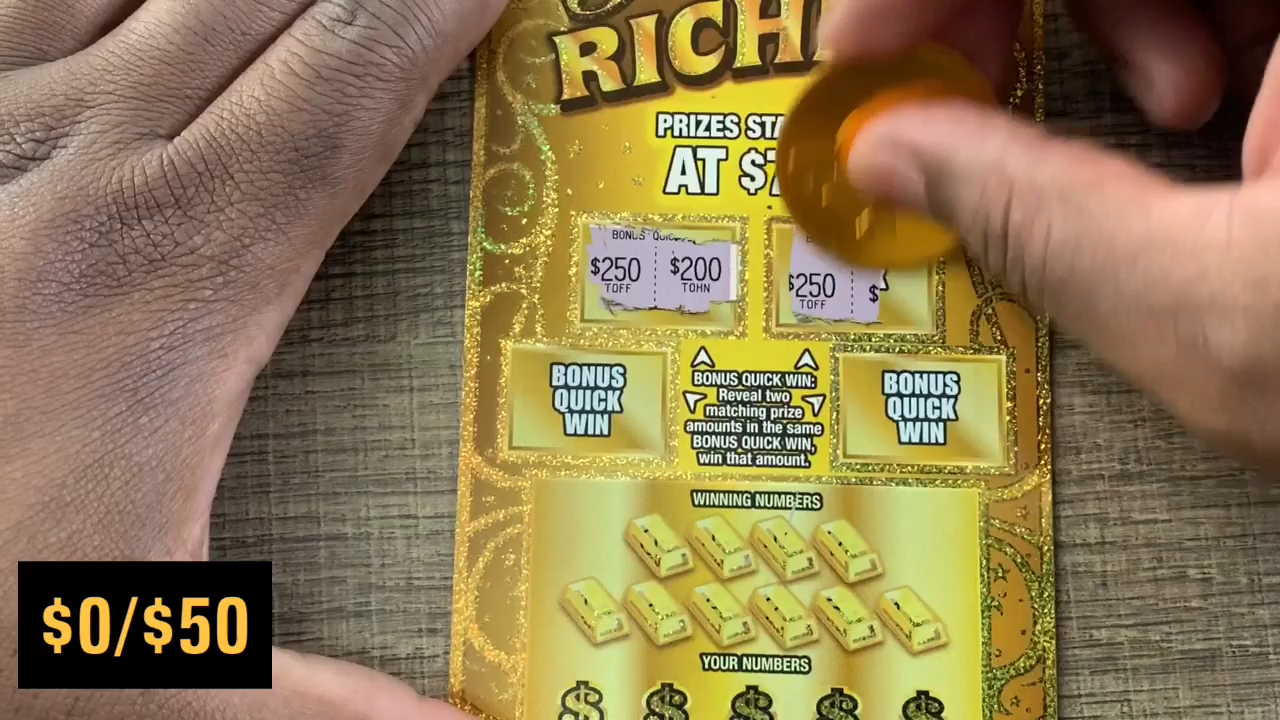 RICH
PRIZES STA
AT $7
BONUS QUICK
$250 $200
TOFF TOHN
$250 $
TOFF
BONUS
QUICK
WIN
BONUS QUICK WIN:
Reveal two
matching prize
amounts in the same
BONUS QUICK WIN,
win that amount.
BONUS
QUICK
WIN
WINNING NUMBERS
YOUR NUMBERS
$ $ $ $ $
$0/$50